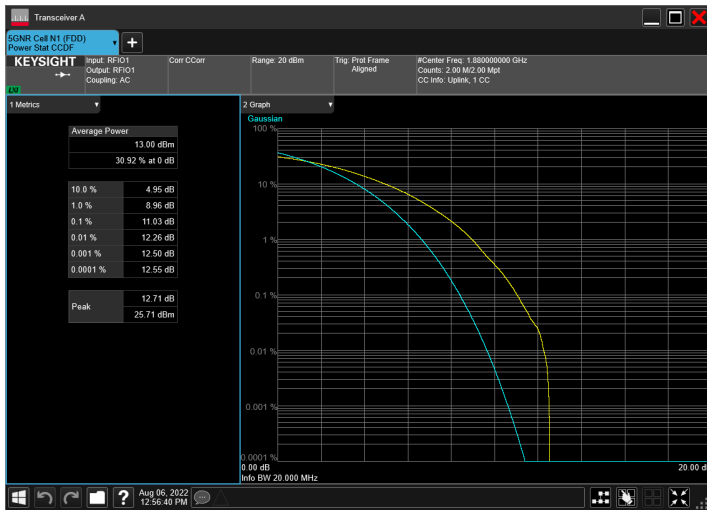 Transceiver A
5GNR Cell N1 (FDD)
Power Stat CCDF
KEYSIGHT
LXI
Input: RFIO1
Output: RFIO1
Coupling: AC
Corr CCorr
Range: 20 dBm
Trig: Prot Frame
Aligned
#Center Freq: 1.880000000 GHz
Counts: 2.00 M/2.00 Mpt
CC Info: Uplink, 1 CC
1 Metrics
Average Power
13.00 dBm
30.92 % at 0 dB
10.0 % 4.95 dB
1.0 % 8.96 dB
0.1 % 11.03 dB
0.01 % 12.26 dB
0.001 % 12.50 dB
0.0001 % 12.55 dB
Peak
12.71 dB
25.71 dBm
2 Graph
Gaussian
100 %
10 %
1 %
0.1 %
0.01 %
0.001 %
0.0001 %
0.00 dB
20.00 d
Info BW 20.000 MHz
?
Aug 06, 2022
12:56:40 PM